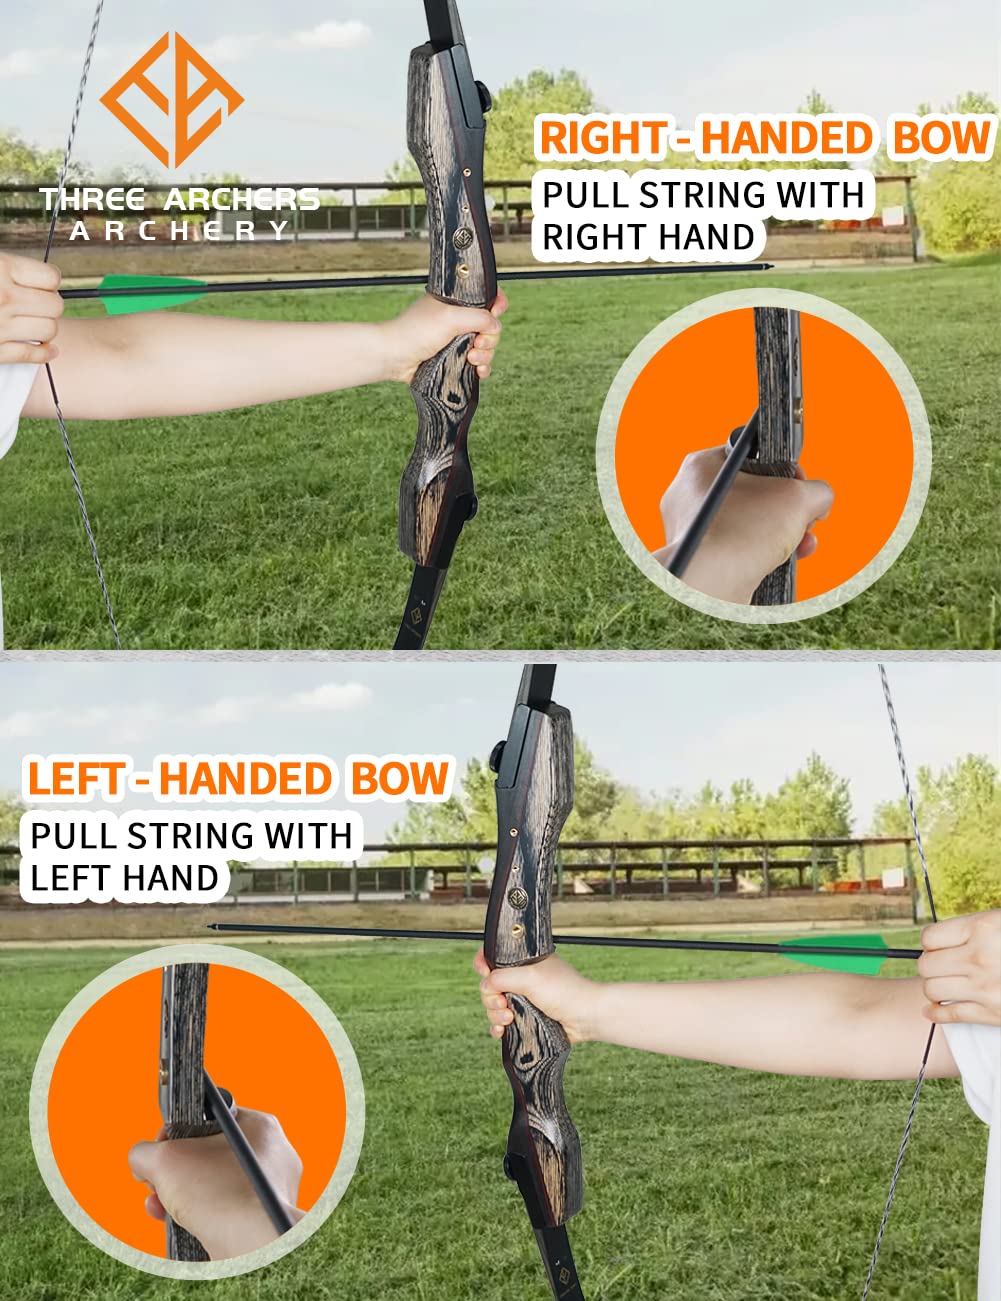 THREE ARCHERS
ARCHERY
RIGHT - HANDED BOW
PULL STRING WITH
RIGHT HAND
LEFT - HANDED BOW
PULL STRING WITH
LEFT HAND